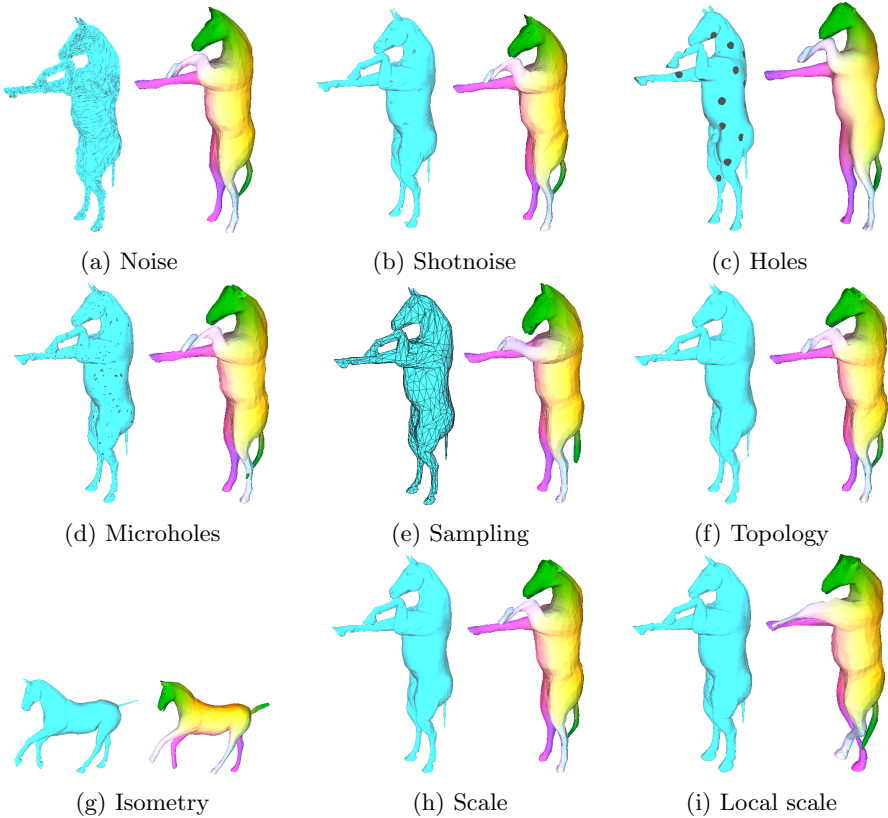 (a) Noise
(b) Shotnoise
(c) Holes
(d) Microholes
(e) Sampling
(f) Topology
(g) Isometry
(h) Scale
(i) Local scale